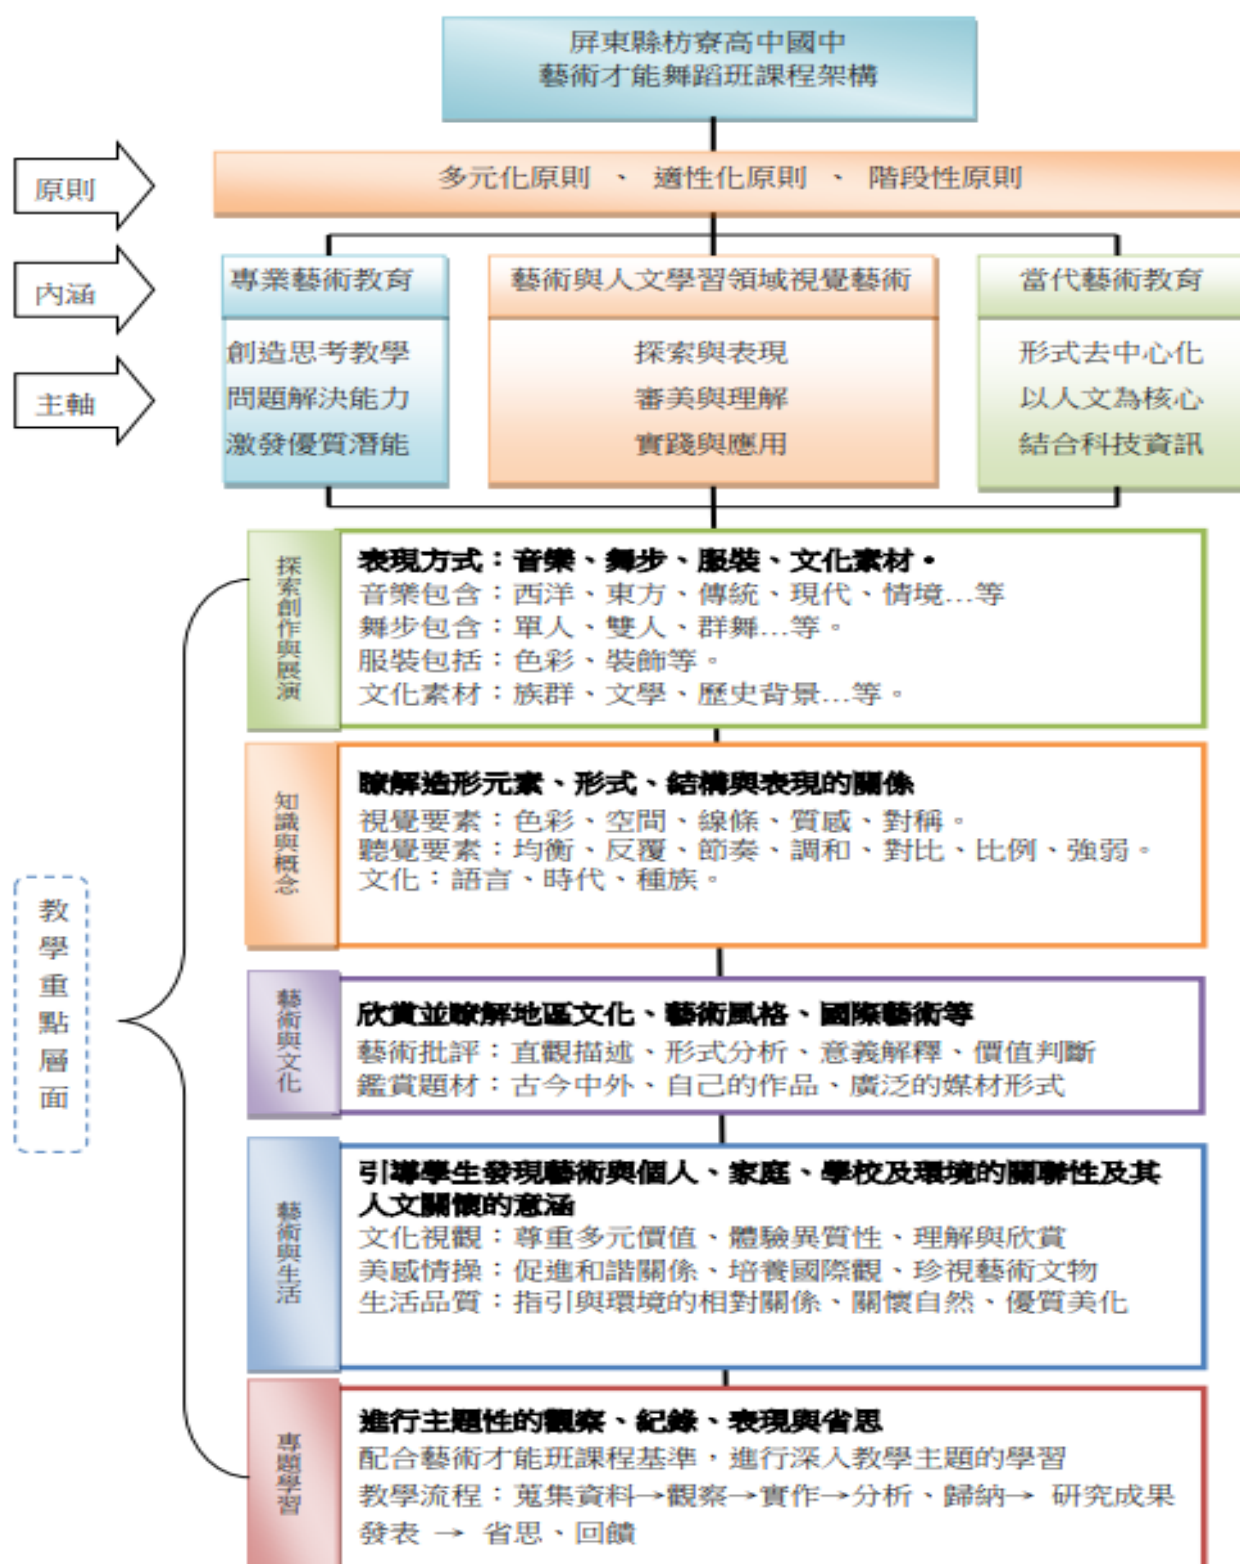 屏東縣枋寮高中國中
藝術才能舞蹈班課程架構
原則
多元化原則 、 適性化原則 、 階段性原則
內涵
專業藝術教育
藝術與人文學習領域視覺藝術
當代藝術教育
主軸
創造思考教學
問題解決能力
激發優質潛能
探索與表現
審美與理解
實踐與應用
形式去中心化
以人文為核心
結合科技資訊
教學重點層面
探索創作與展演
表現方式：音樂、舞步、服裝、文化素材。
音樂包含：西洋、東方、傳統、現代、情境...等
舞步包含：單人、雙人、群舞...等。
服裝包括：色彩、裝飾等。
文化素材：族群、文學、歷史背景...等。
知識與概念
瞭解造形元素、形式、結構與表現的關係
視覺要素：色彩、空間、線條、質感、對稱。
聽覺要素：均衡、反覆、節奏、調和、對比、比例、強弱。
文化：語言、時代、種族。
藝術與文化
欣賞並瞭解地區文化、藝術風格、國際藝術等
藝術批評：直觀描述、形式分析、意義解釋、價值判斷
鑑賞題材：古今中外、自己的作品、廣泛的媒材形式
藝術與生活
引導學生發現藝術與個人、家庭、學校及環境的關聯性及其
人文關懷的意涵
文化視觀：尊重多元價值、體驗異質性、理解與欣賞
美感情操：促進和諧關係、培養國際觀、珍視藝術文物
生活品質：指引與環境的相對關係、關懷自然、優質美化
專題學習
進行主題性的觀察、紀錄、表現與省思
配合藝術才能班課程基準，進行深入教學主題的學習
教學流程：蒐集資料→觀察→實作→分析、歸納→ 研究成果
發表 → 省思、回饋